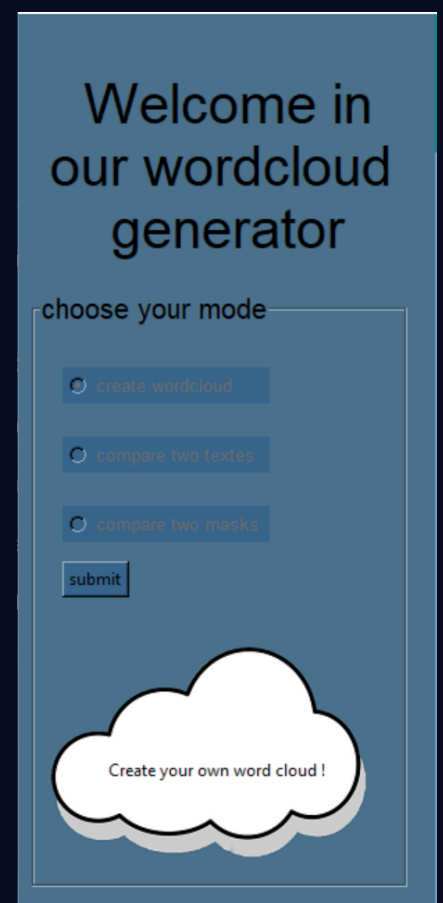 Welcome in
our wordcloud
generator
choose your mode
create wordcloud
compare two textes
compare two masks
submit
Create your own word cloud !